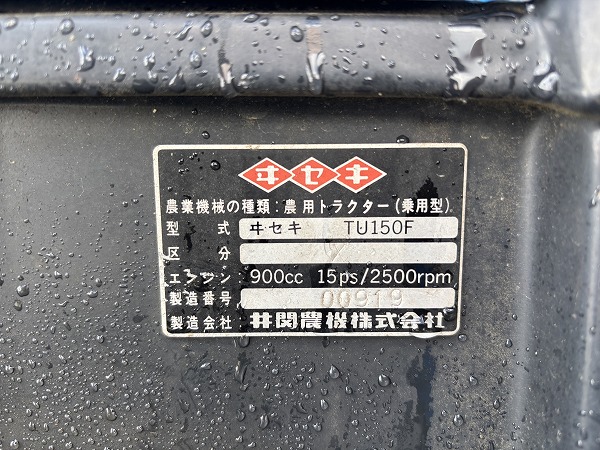 ヰセキ
農業機械の種類:農用トラクター(乗用型)
型式 ヰセキ TU150F
区分
エンジン:900cc 15ps/2500rpm
製造番号 00919
製造会社 井関農機株式会社